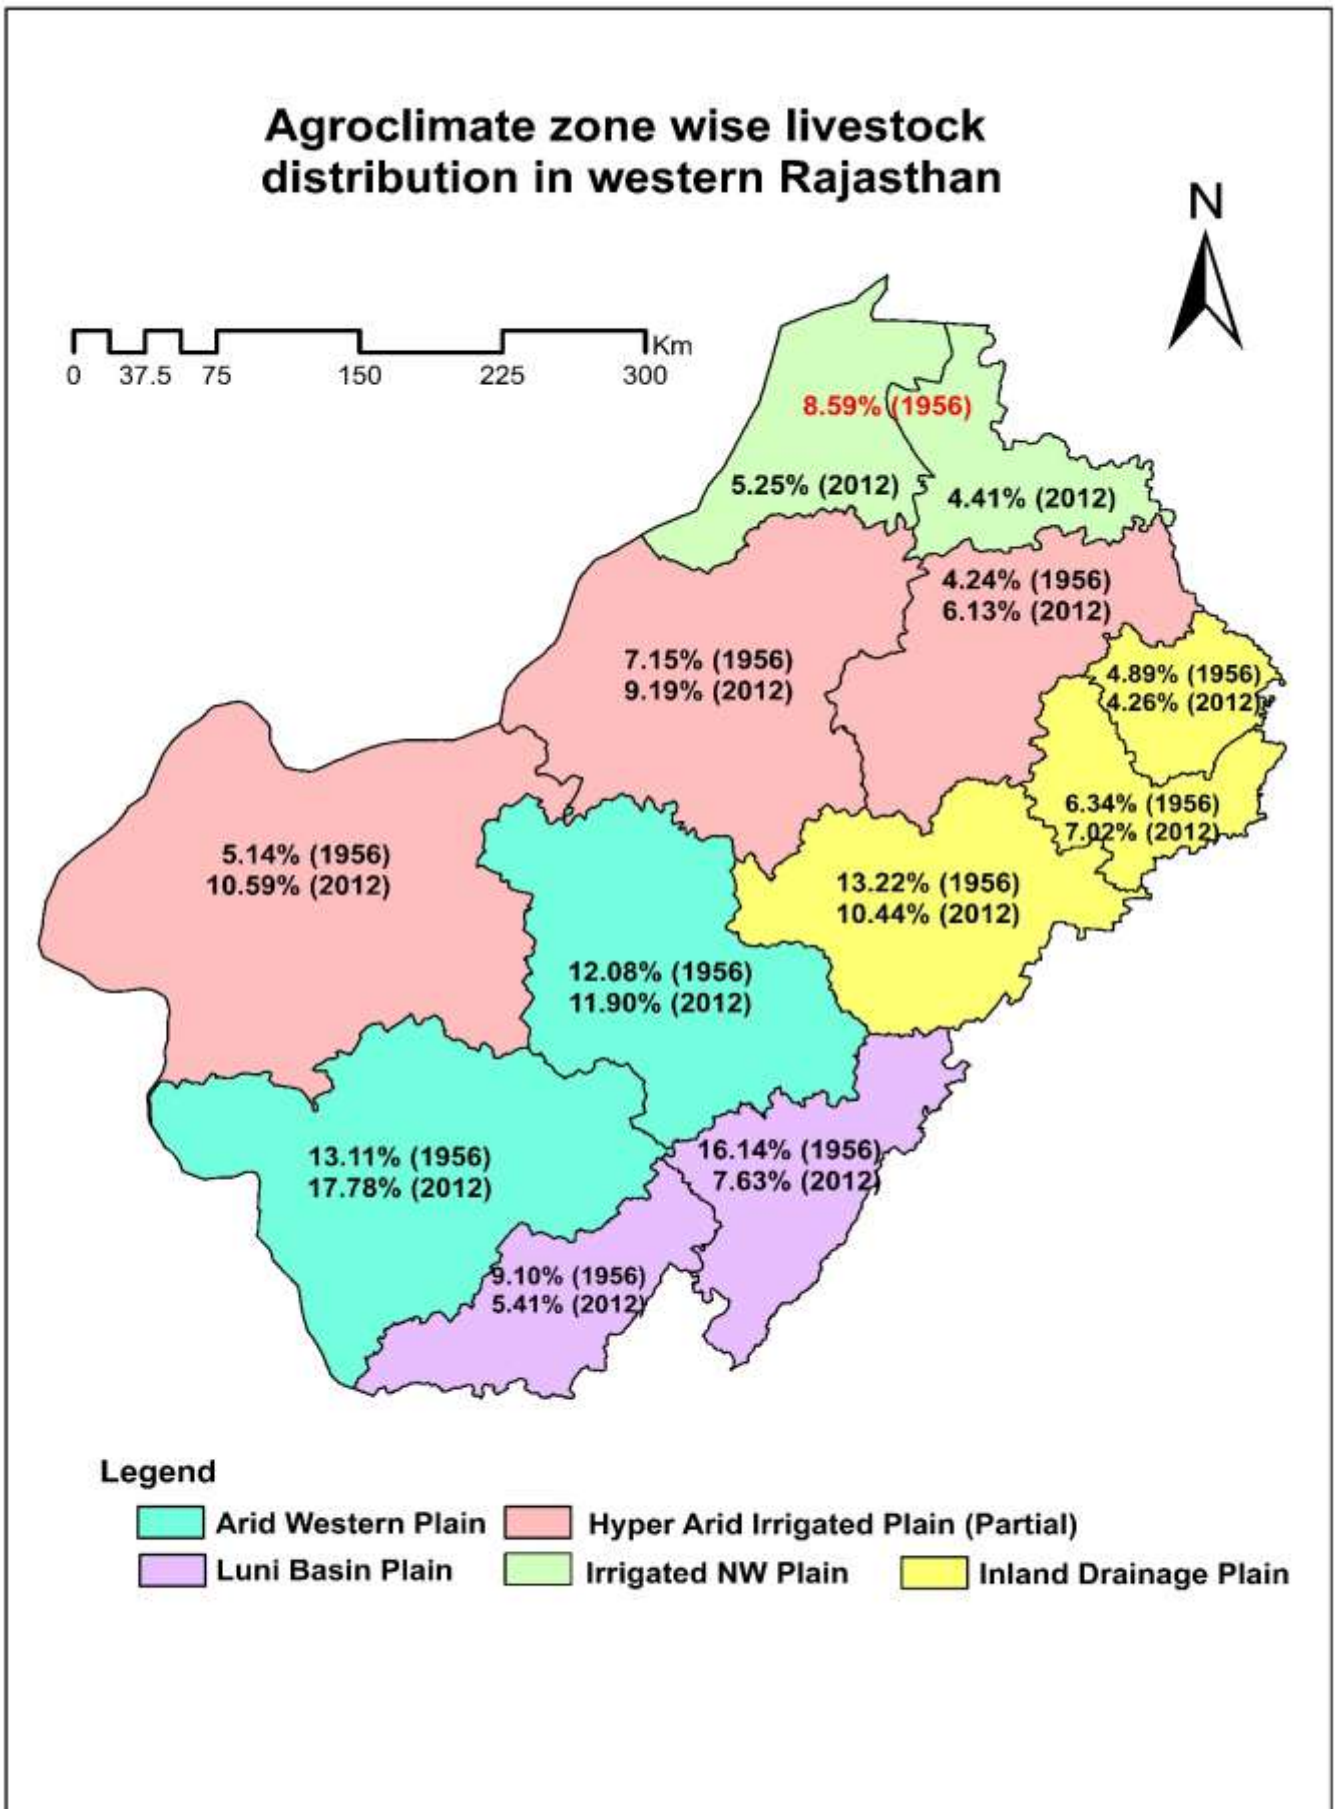 Agroclimate zone wise livestock
distribution in western Rajasthan
N
Km
0 37.5 75 150 225 300
8.59% (1956)
5.25% (2012)
4.41% (2012)
4.24% (1956)
6.13% (2012)
7.15% (1956)
9.19% (2012)
4.89% (1956)
4.26% (2012)
6.34% (1956)
7.02% (2012)
5.14% (1956)
10.59% (2012)
13.22% (1956)
10.44% (2012)
12.08% (1956)
11.90% (2012)
13.11% (1956)
17.78% (2012)
16.14% (1956)
7.63% (2012)
9.10% (1956)
5.41% (2012)
Legend
Arid Western Plain Hyper Arid Irrigated Plain (Partial)
Luni Basin Plain Irrigated NW Plain Inland Drainage Plain